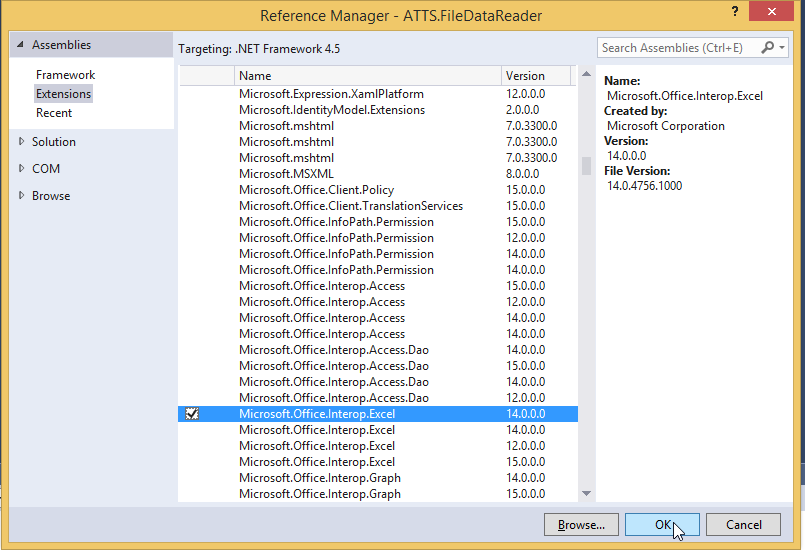 Reference Manager - ATTS.FileDataReader
?
Assemblies
Framework
Extensions
Recent
Solution
COM
Browse
Targeting: .NET Framework 4.5
Search Assemblies (Ctrl+E)
Name Version
Microsoft.Expression.XamlPlatform 12.0.0.0
Microsoft.IdentityModel.Extensions 2.0.0.0
Microsoft.mshtml 7.0.3300.0
Microsoft.mshtml 7.0.3300.0
Microsoft.mshtml 7.0.3300.0
Microsoft.MSXML 8.0.0.0
Microsoft.Office.Client.Policy 15.0.0.0
Microsoft.Office.Client.TranslationServices 15.0.0.0
Microsoft.Office.InfoPath.Permission 15.0.0.0
Microsoft.Office.InfoPath.Permission 12.0.0.0
Microsoft.Office.InfoPath.Permission 14.0.0.0
Microsoft.Office.InfoPath.Permission 14.0.0.0
Microsoft.Office.Interop.Access 15.0.0.0
Microsoft.Office.Interop.Access 12.0.0.0
Microsoft.Office.Interop.Access 14.0.0.0
Microsoft.Office.Interop.Access 14.0.0.0
Microsoft.Office.Interop.Access.Dao 14.0.0.0
Microsoft.Office.Interop.Access.Dao 15.0.0.0
Microsoft.Office.Interop.Access.Dao 14.0.0.0
Microsoft.Office.Interop.Access.Dao 12.0.0.0
Microsoft.Office.Interop.Excel 14.0.0.0
Microsoft.Office.Interop.Excel 14.0.0.0
Microsoft.Office.Interop.Excel 12.0.0.0
Microsoft.Office.Interop.Excel 15.0.0.0
Microsoft.Office.Interop.Graph 14.0.0.0
Microsoft.Office.Interop.Graph 15.0.0.0
Name:
Microsoft.Office.Interop.Excel
Created by:
Microsoft Corporation
Version:
14.0.0.0
File Version:
14.0.4756.1000
Browse...
OK
Cancel